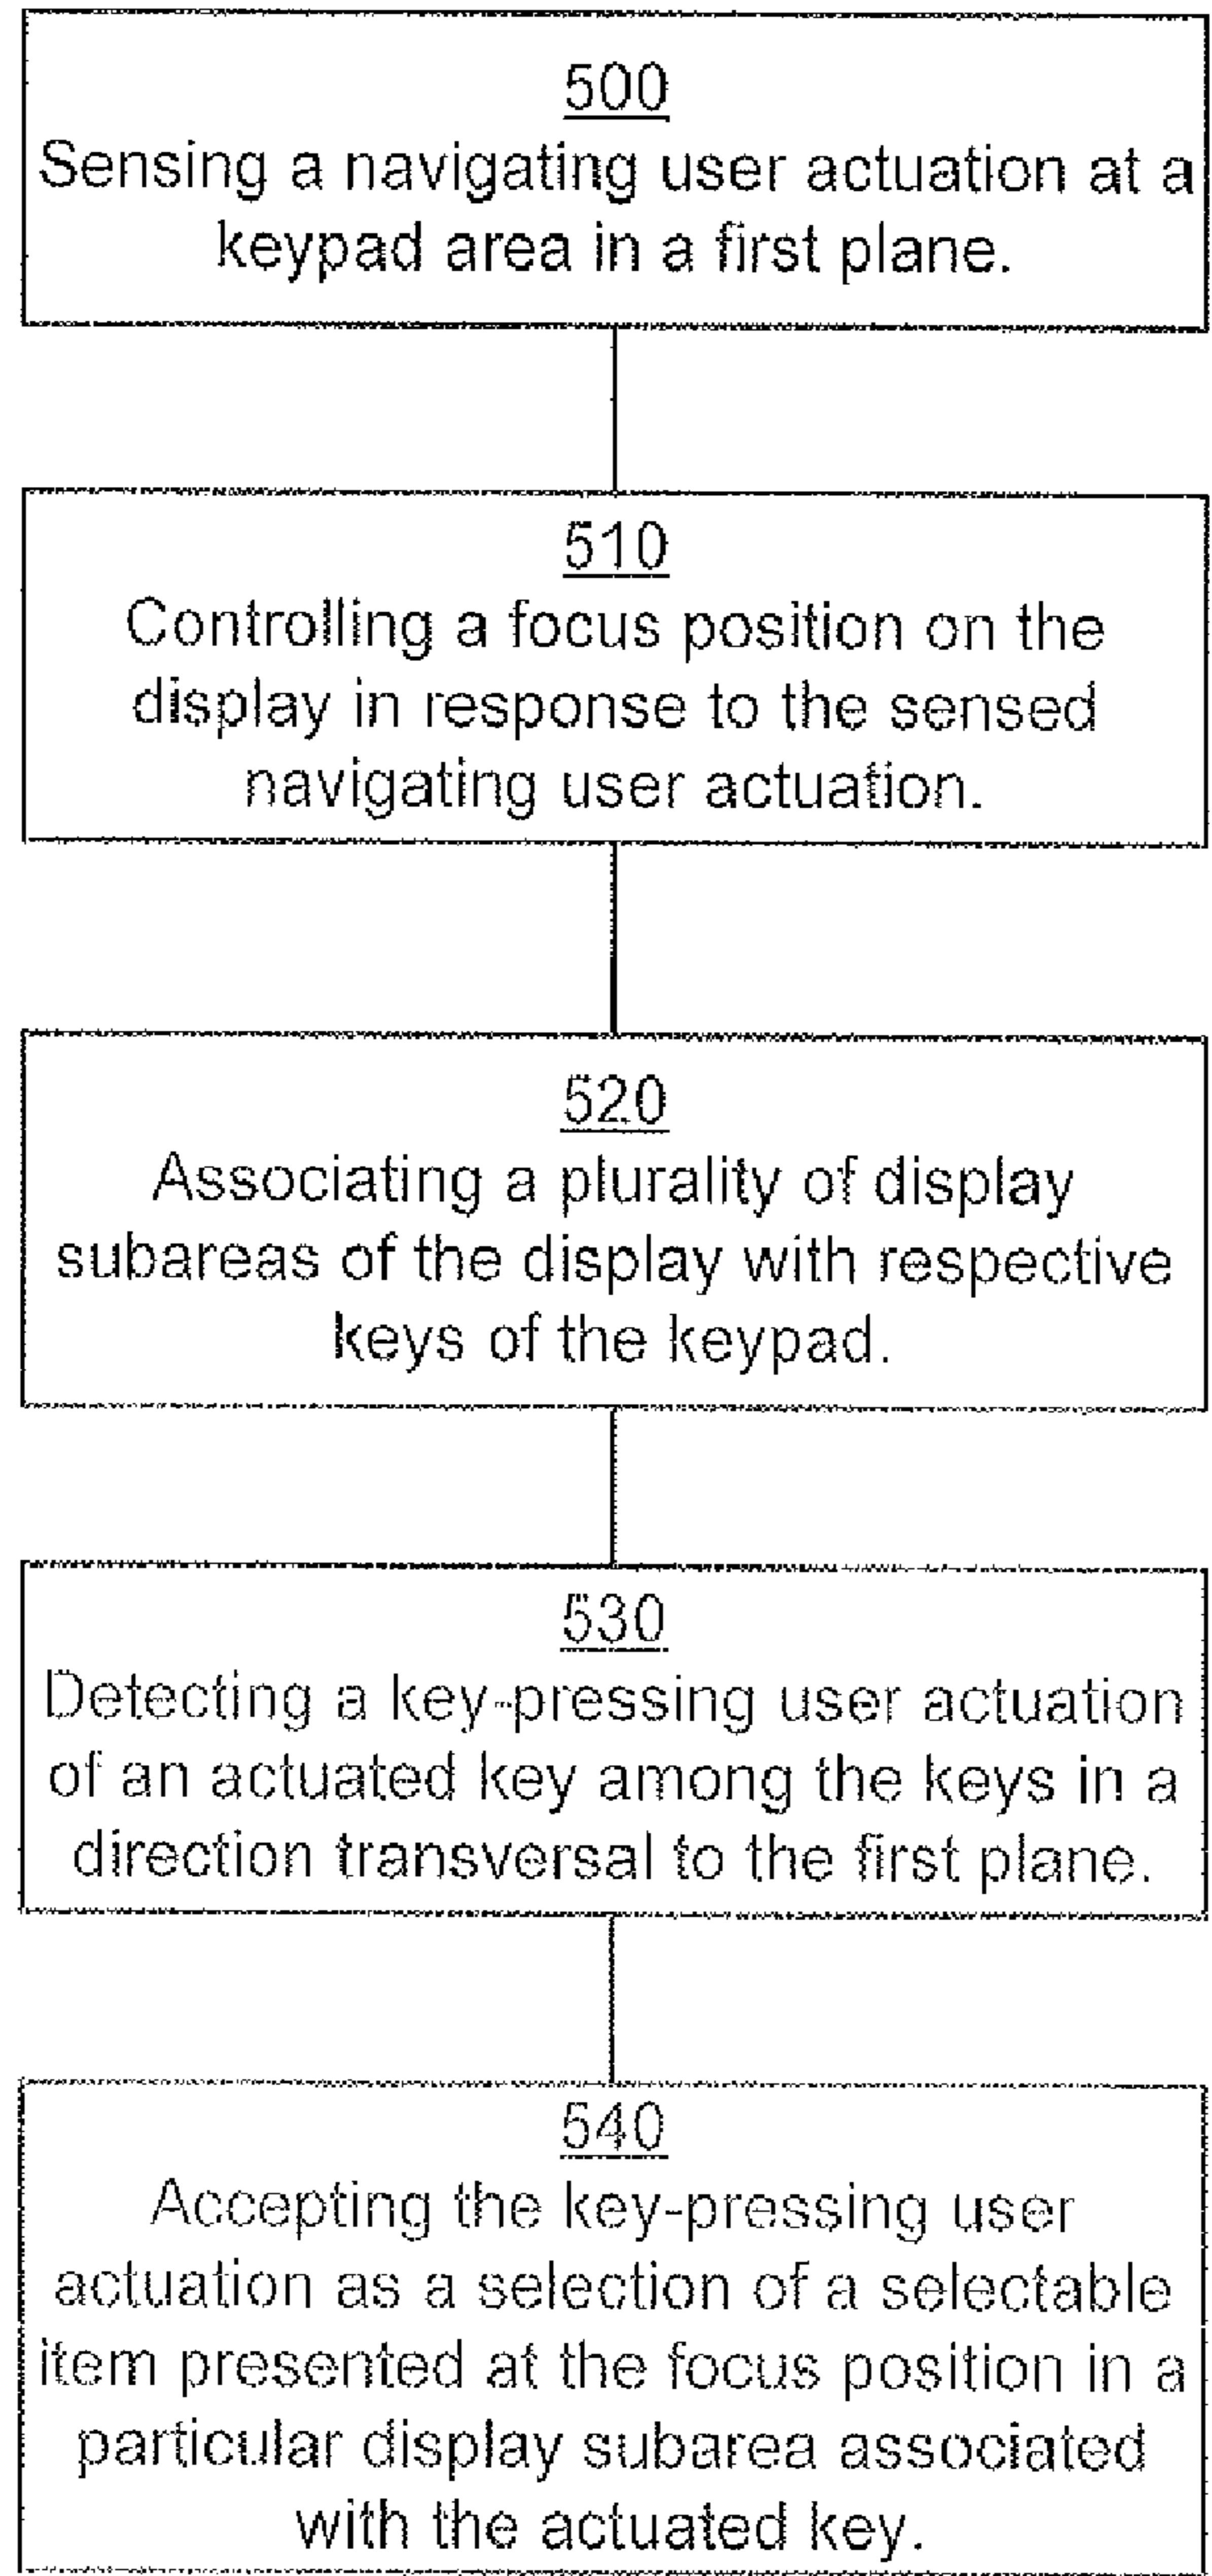 500
Sensing a navigating user actuation at a
keypad area in a first plane.
510
Controlling a focus position on the
display in response to the sensed
navigating user actuation.
520
Associating a plurality of display
subareas of the display with respective
keys of the keypad.
530
Detecting a key-pressing user actuation
of an actuated key among the keys in a
direction transversal to the first plane.
540
Accepting the key-pressing user
actuation as a selection of a selectable
item presented at the focus position in a
particular display subarea associated
with the actuated key.